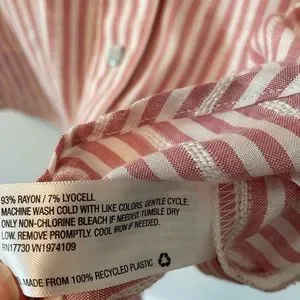 93% RAYON / 7% LYOCELL
MACHINE WASH COLD WITH LIKE COLORS. GENTLE CYCLE.
ONLY NON-CHLORINE BLEACH IF NEEDED. TUMBLE DRY
LOW. REMOVE PROMPTLY. COOL IRON IF NEEDED.
RN17730 VN1974109
MADE FROM 100% RECYCLED PLASTIC